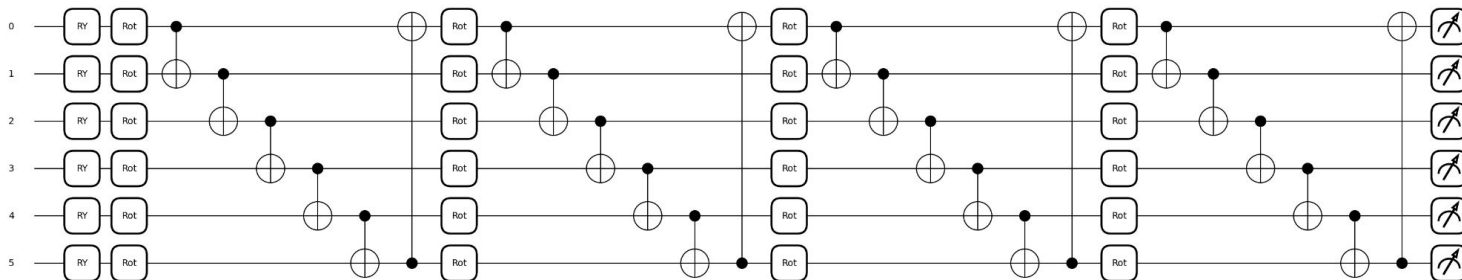 0 RY Rot Rot Rot Rot
1 RY Rot Rot Rot Rot
2 RY Rot Rot Rot Rot
3 RY Rot Rot Rot Rot
4 RY Rot Rot Rot Rot
5 RY Rot Rot Rot Rot